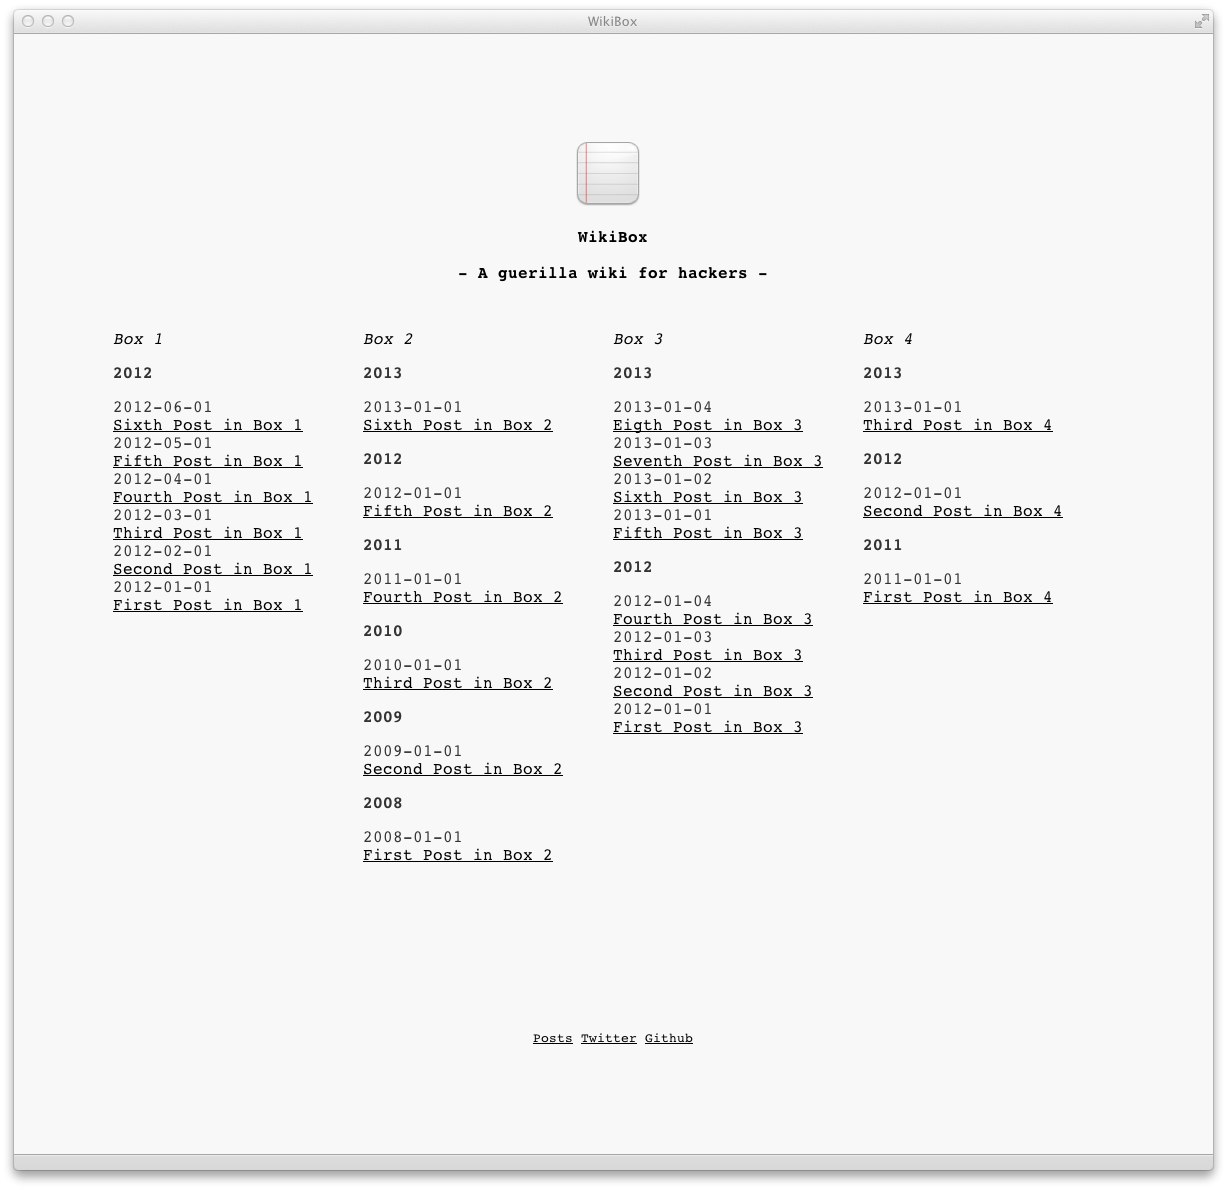 WikiBox
WikiBox
- A guerilla wiki for hackers -
Box 1
2012
2012-06-01
Sixth Post in Box 1
2012-05-01
Fifth Post in Box 1
2012-04-01
Fourth Post in Box 1
2012-03-01
Third Post in Box 1
2012-02-01
Second Post in Box 1
2012-01-01
First Post in Box 1
Box 2
2013
2013-01-01
Sixth Post in Box 2
2012
2012-01-01
Fifth Post in Box 2
2011
2011-01-01
Fourth Post in Box 2
2010
2010-01-01
Third Post in Box 2
2009
2009-01-01
Second Post in Box 2
2008
2008-01-01
First Post in Box 2
Box 3
2013
2013-01-04
Eigth Post in Box 3
2013-01-03
Seventh Post in Box 3
2013-01-02
Sixth Post in Box 3
2013-01-01
Fifth Post in Box 3
2012
2012-01-04
Fourth Post in Box 3
2012-01-03
Third Post in Box 3
2012-01-02
Second Post in Box 3
2012-01-01
First Post in Box 3
Box 4
2013
2013-01-01
Third Post in Box 4
2012
2012-01-01
Second Post in Box 4
2011
2011-01-01
First Post in Box 4
Posts Twitter Github